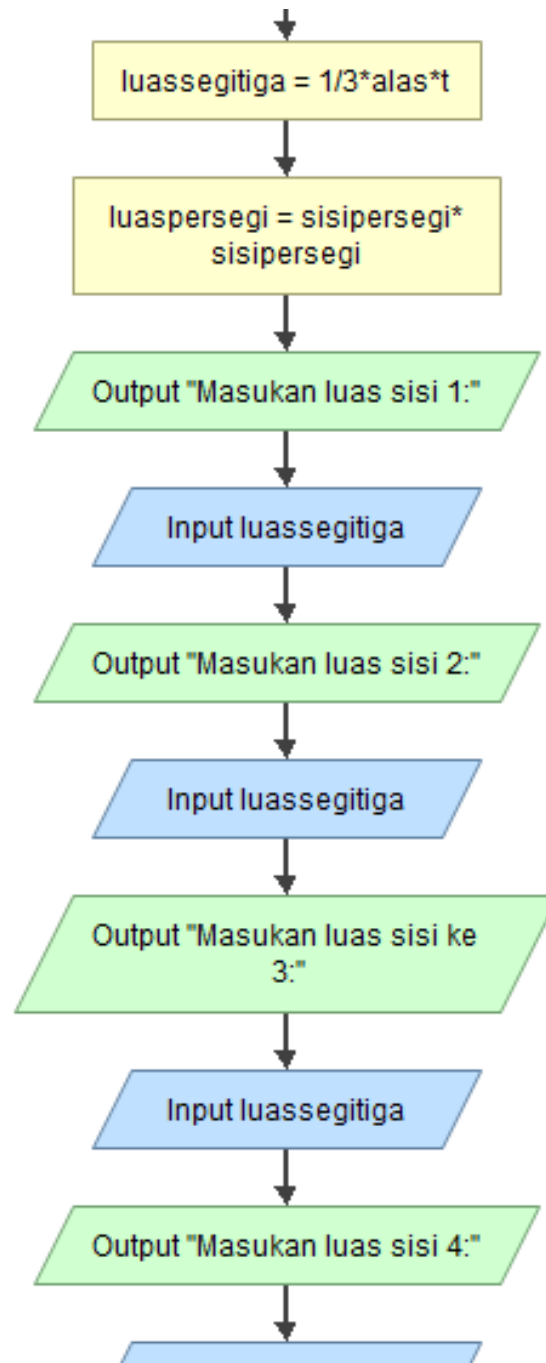 luassegitiga = 1/3*alas*t
luaspersegi = sisipersegi*
sisipersegi
Output "Masukan luas sisi 1:"
Input luassegitiga
Output "Masukan luas sisi 2:"
Input luassegitiga
Output "Masukan luas sisi ke
3:"
Input luassegitiga
Output "Masukan luas sisi 4:"